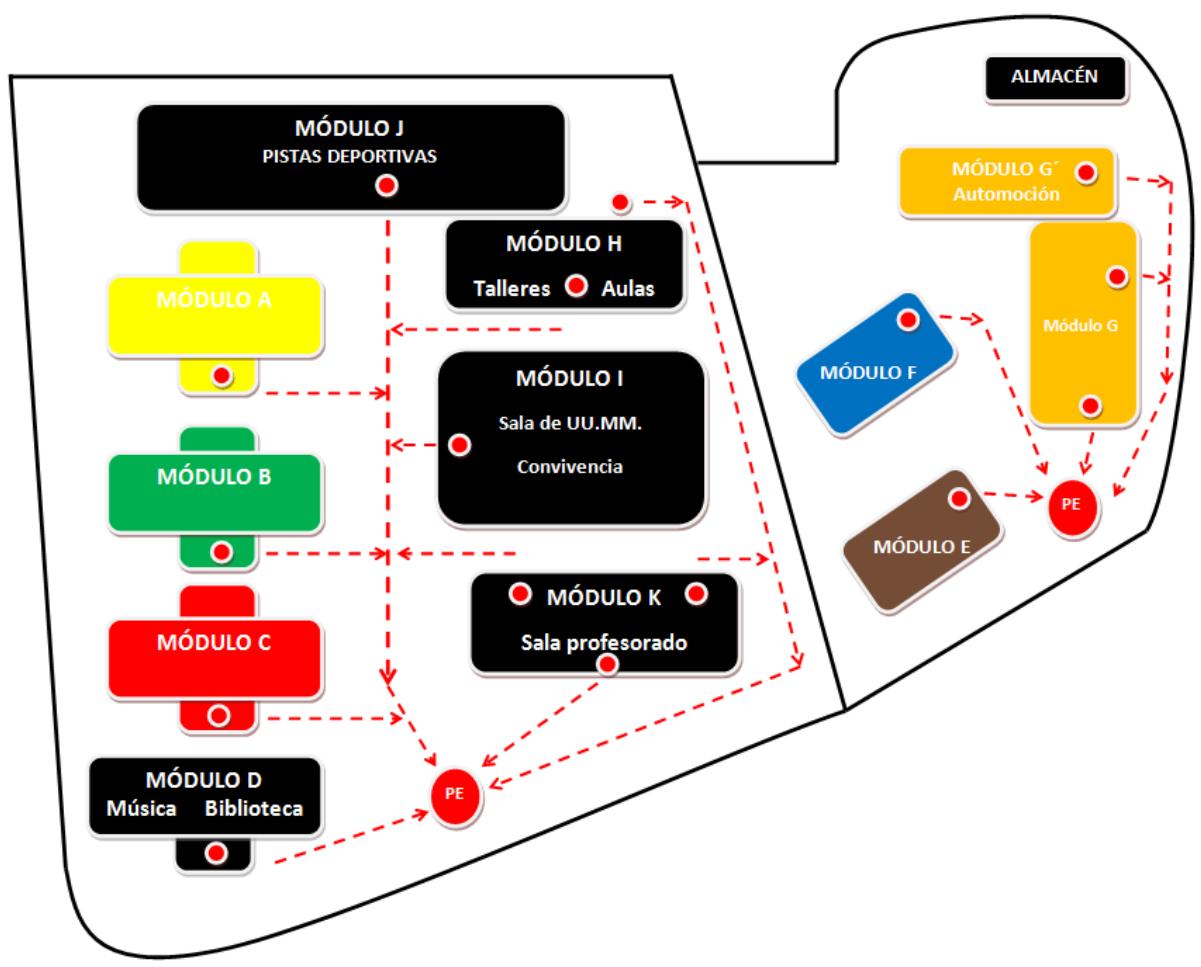 ALMACÉN
MÓDULO J
PISTAS DEPORTIVAS
MÓDULO G´
Automoción
MÓDULO H
Talleres Aulas
MÓDULO A
Módulo G
MÓDULO I
Sala de UU.MM.
Convivencia
MÓDULO F
MÓDULO B
PE
MÓDULO E
MÓDULO K
Sala profesorado
MÓDULO C
MÓDULO D
Música Biblioteca
PE